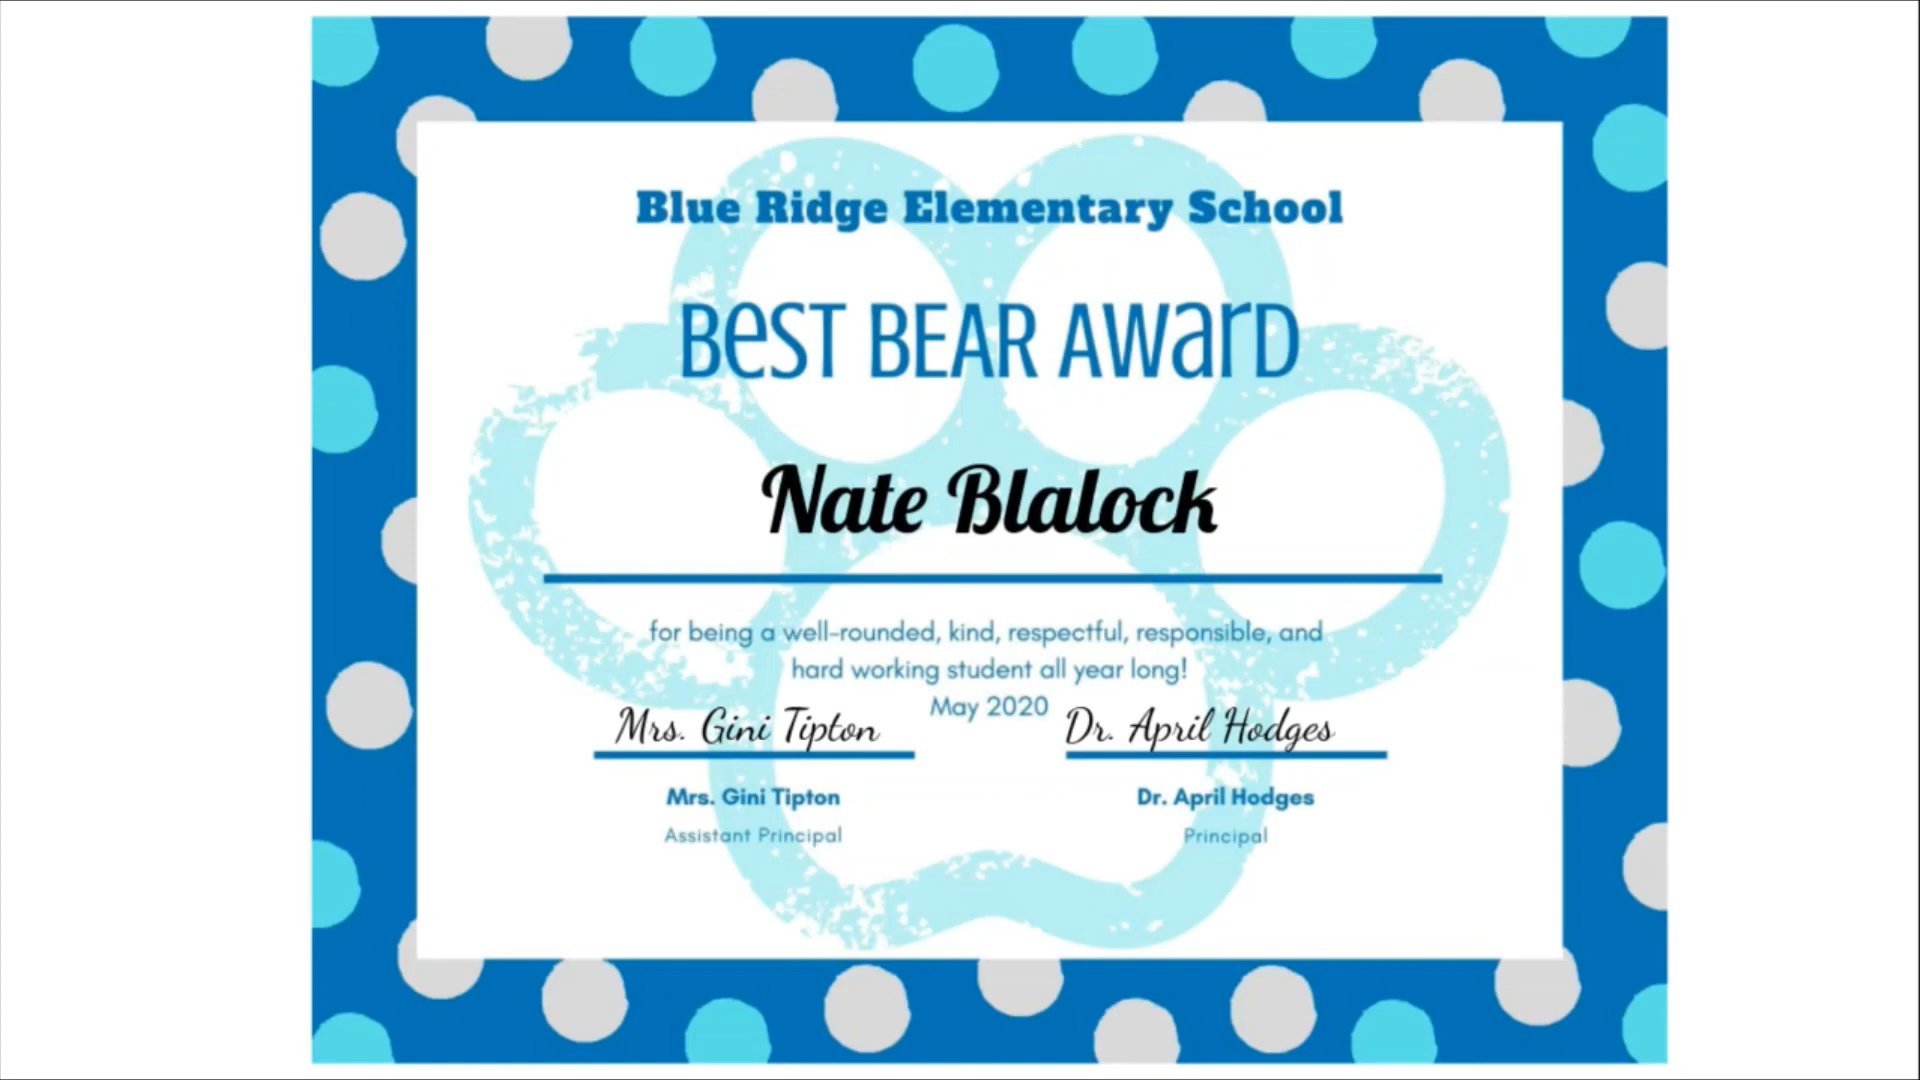 Blue Ridge Elementary School
BeST BEAR AWarD
Nate Blalock
for being a well-rounded, kind, respectful, responsible, and
hard working student all year long!
May 2020
Mrs. Gini Tipton
Dr. April Hodges
Mrs. Gini Tipton
Dr. April Hodges
Assistant Principal
Principal